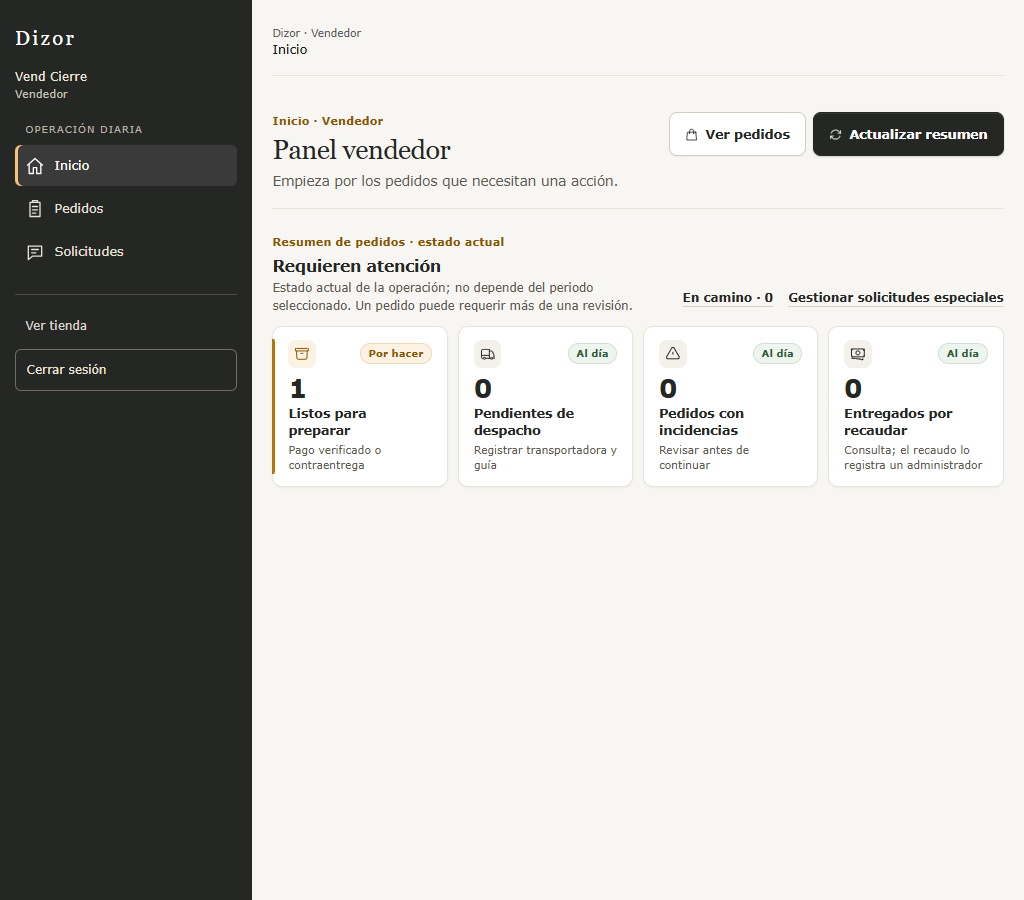 Dizor
Vend Cierre
Vendedor
OPERACIÓN DIARIA
Inicio
Pedidos
Solicitudes
Ver tienda
Cerrar sesión
Dizor · Vendedor
Inicio
Inicio · Vendedor
Panel vendedor
Empieza por los pedidos que necesitan una acción.
Ver pedidos
Actualizar resumen
Resumen de pedidos · estado actual
Requieren atención
Estado actual de la operación; no depende del periodo
seleccionado. Un pedido puede requerir más de una revisión.
En camino · 0
Gestionar solicitudes especiales
Por hacer
1
Listos para
preparar
Pago verificado o
contraentrega
Al día
0
Pendientes de
despacho
Registrar transportadora y
guía
Al día
0
Pedidos con
incidencias
Revisar antes de
continuar
Al día
0
Entregados por
recaudar
Consulta; el recaudo lo
registra un administrador